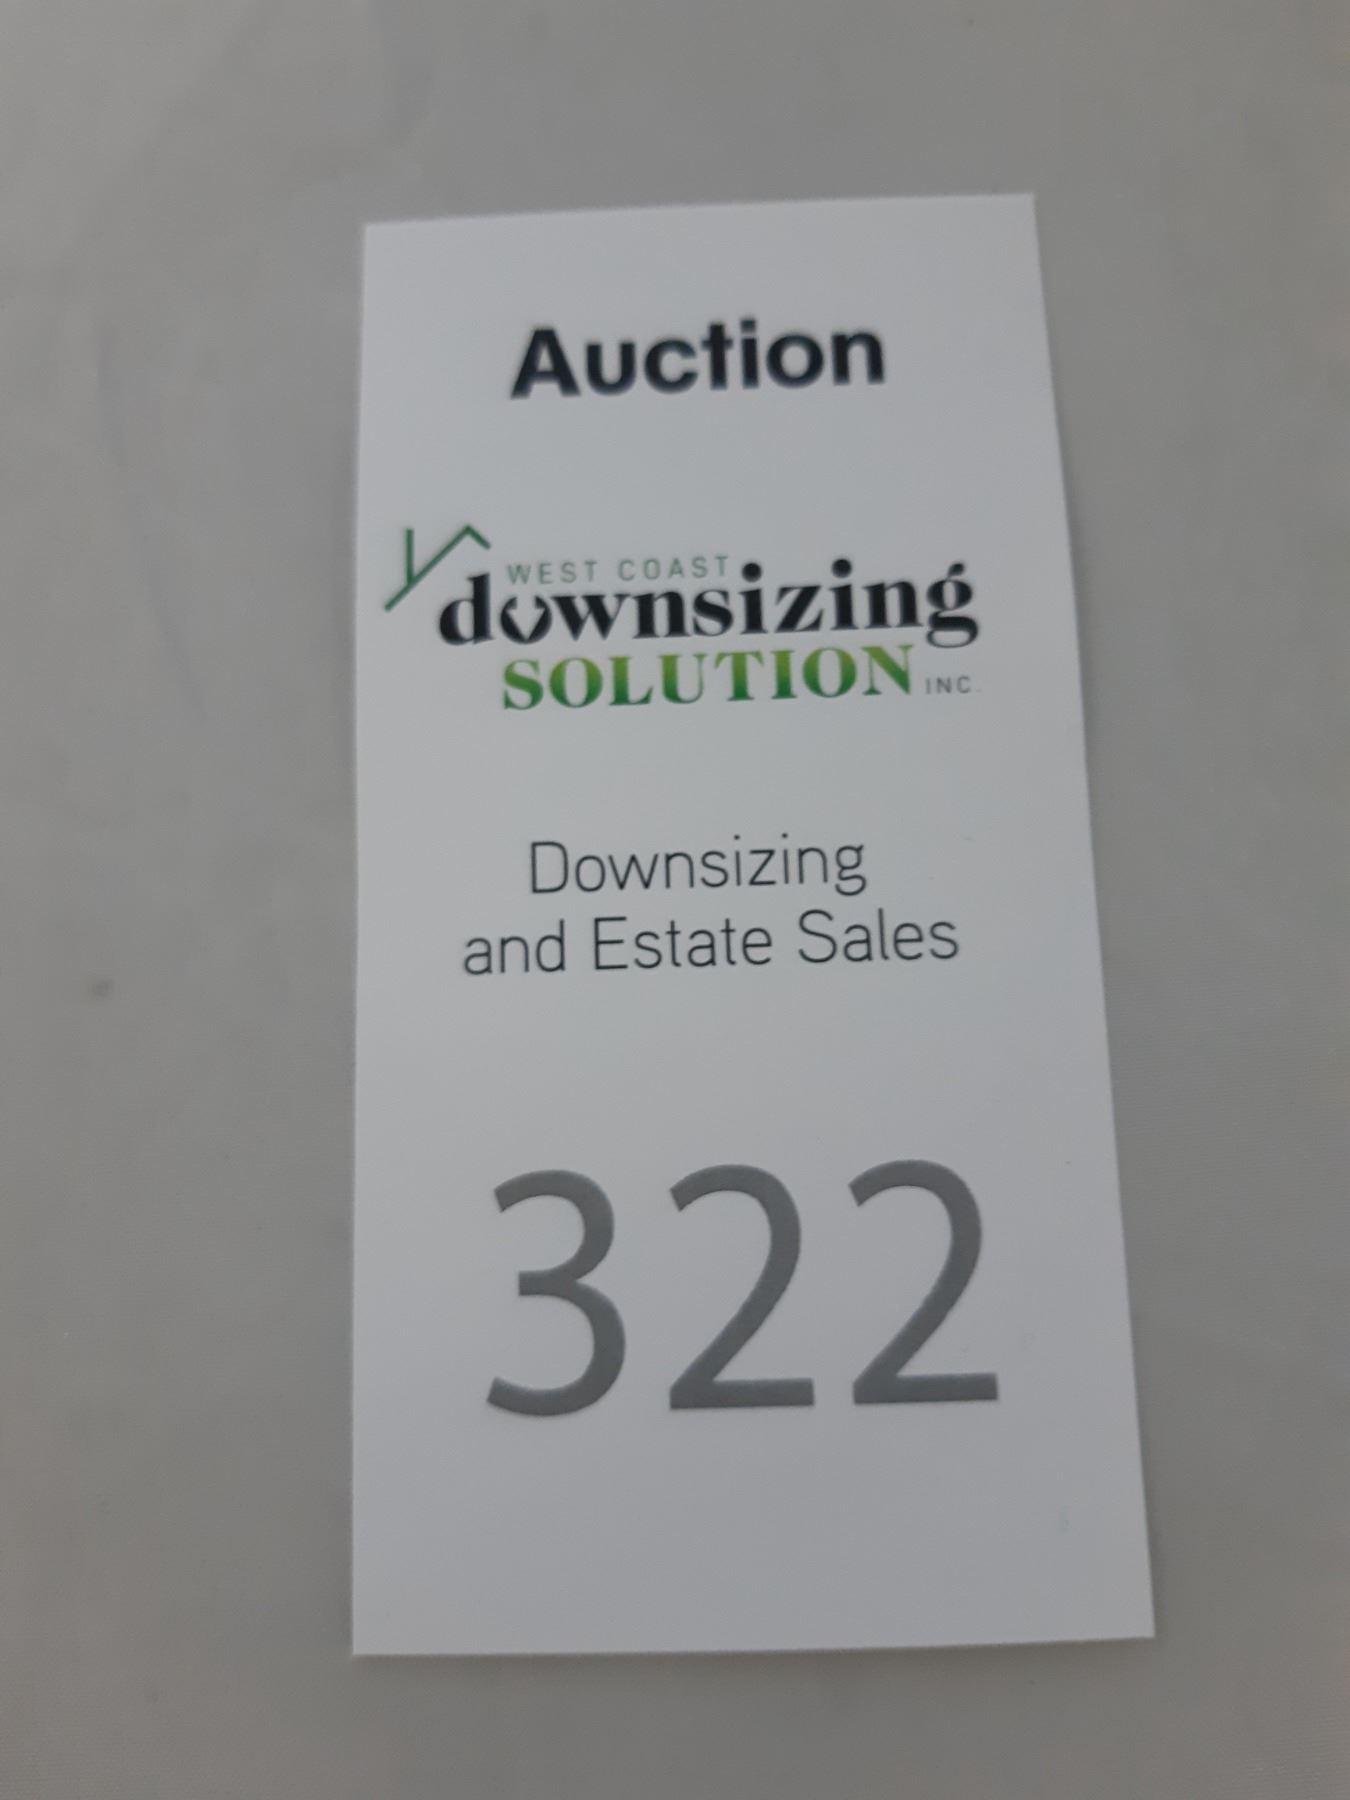 Auction
WEST COAST
downsizing
SOLUTION INC.
Downsizing
and Estate Sales
322